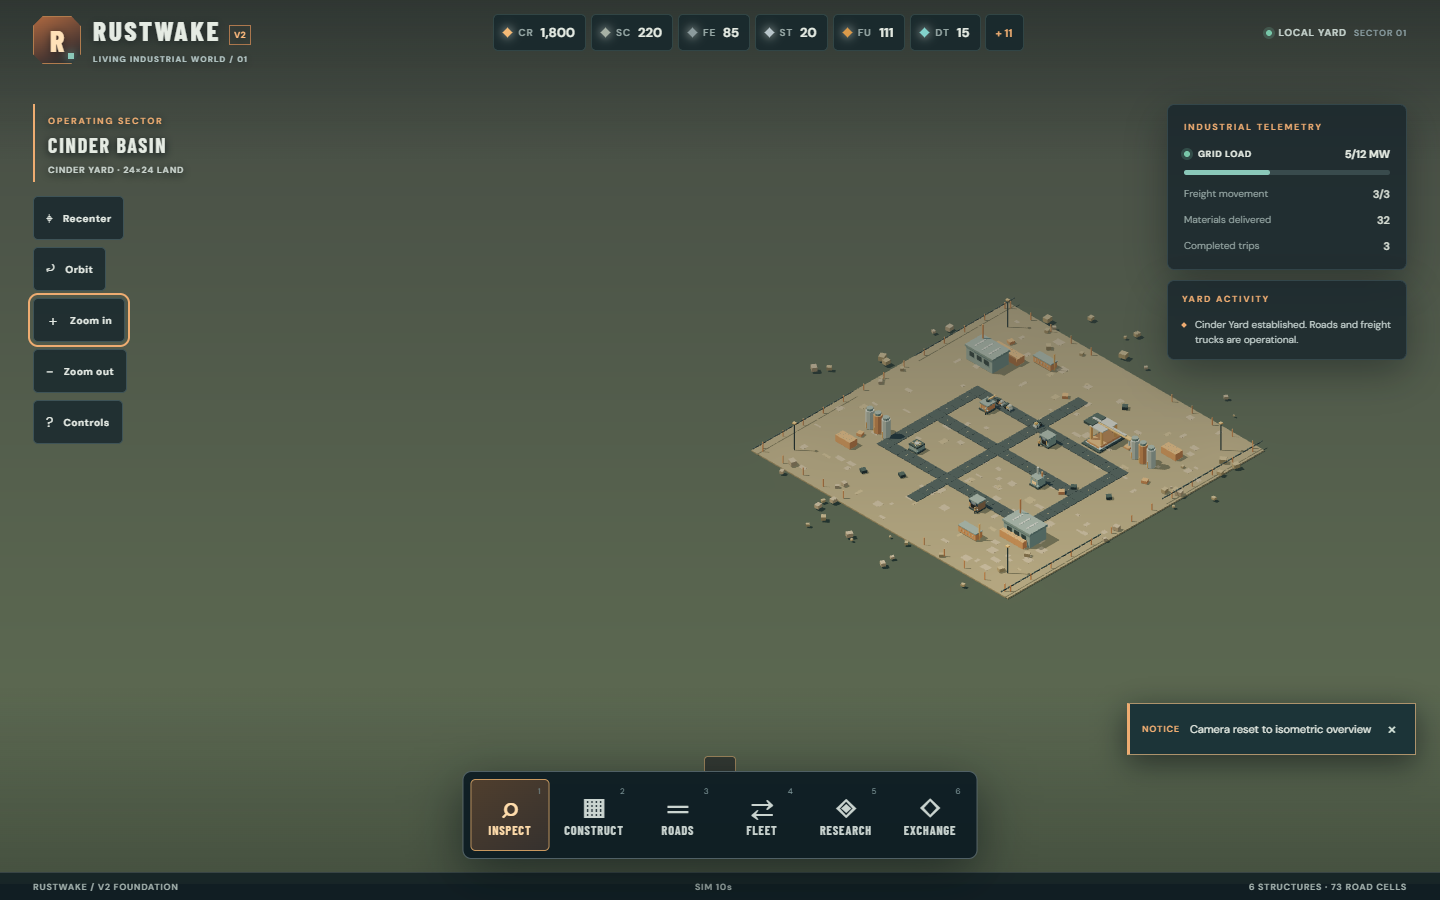 R
RUSTWAKE V2
LIVING INDUSTRIAL WORLD / 01
CR 1,800
SC 220
FE 85
ST 20
FU 111
DT 15
+ 11
LOCAL YARD SECTOR 01
OPERATING SECTOR
CINDER BASIN
CINDER YARD · 24×24 LAND
Recenter
Orbit
+ Zoom in
− Zoom out
? Controls
INDUSTRIAL TELEMETRY
GRID LOAD 5/12 MW
Freight movement 3/3
Materials delivered 32
Completed trips 3
YARD ACTIVITY
Cinder Yard established. Roads and freight
trucks are operational.
NOTICE Camera reset to isometric overview ×
1 INSPECT
2 CONSTRUCT
3 ROADS
4 FLEET
5 RESEARCH
6 EXCHANGE
RUSTWAKE / V2 FOUNDATION
SIM 10s
6 STRUCTURES · 73 ROAD CELLS